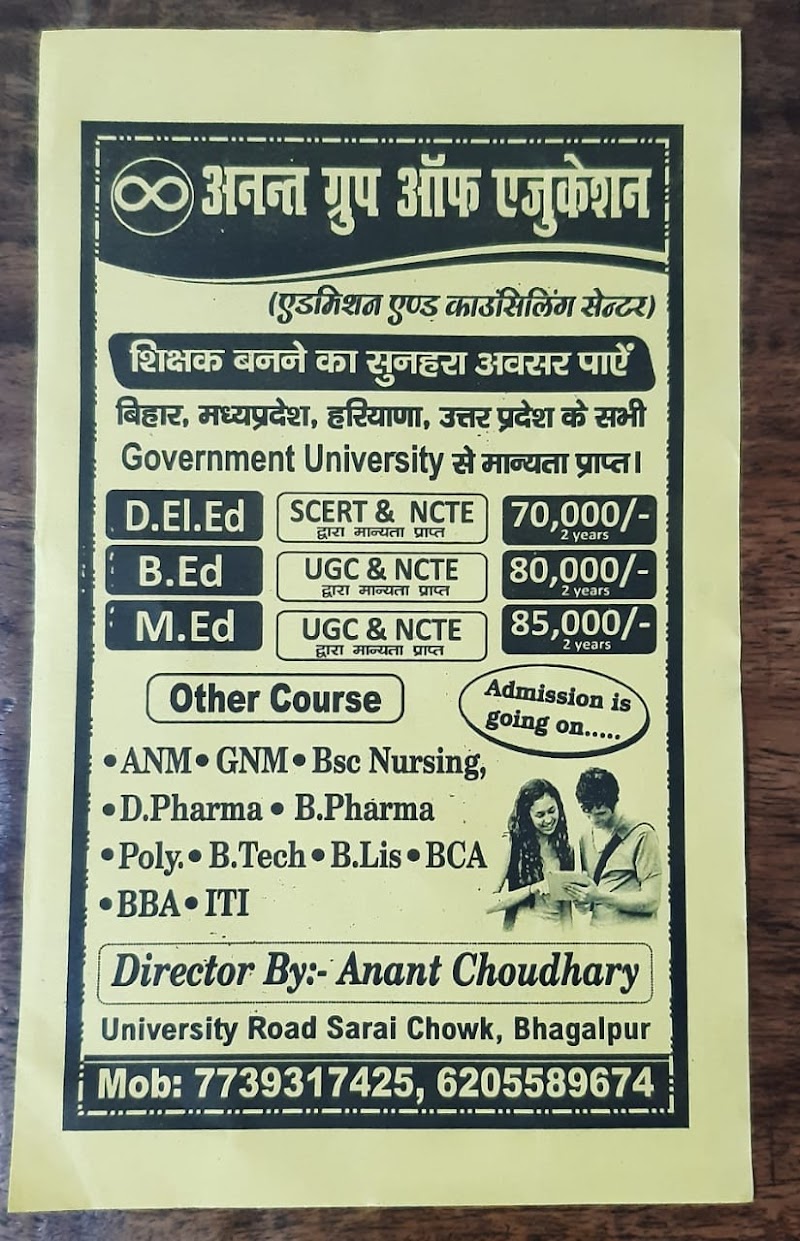 अनन्त ग्रुप ऑफ एजुकेशन
(एडमिशन एण्ड काउंसिलिंग सेन्टर)
शिक्षक बनने का सुनहरा अवसर पाऐं
बिहार, मध्यप्रदेश, हरियाणा, उत्तर प्रदेश के सभी
Government University से मान्यता प्राप्त।
D.El.Ed SCERT & NCTE 70,000/-
द्वारा मान्यता प्राप्त 2 years
B.Ed UGC & NCTE 80,000/-
द्वारा मान्यता प्राप्त 2 years
M.Ed UGC & NCTE 85,000/-
द्वारा मान्यता प्राप्त 2 years
Other Course
Admission is
going on.....
•ANM•GNM•Bsc Nursing,
•D.Pharma • B.Pharma
•Poly.•B.Tech•B.Lis•BCA
•BBA•ITI
Director By:- Anant Choudhary
University Road Sarai Chowk, Bhagalpur
Mob: 7739317425, 6205589674